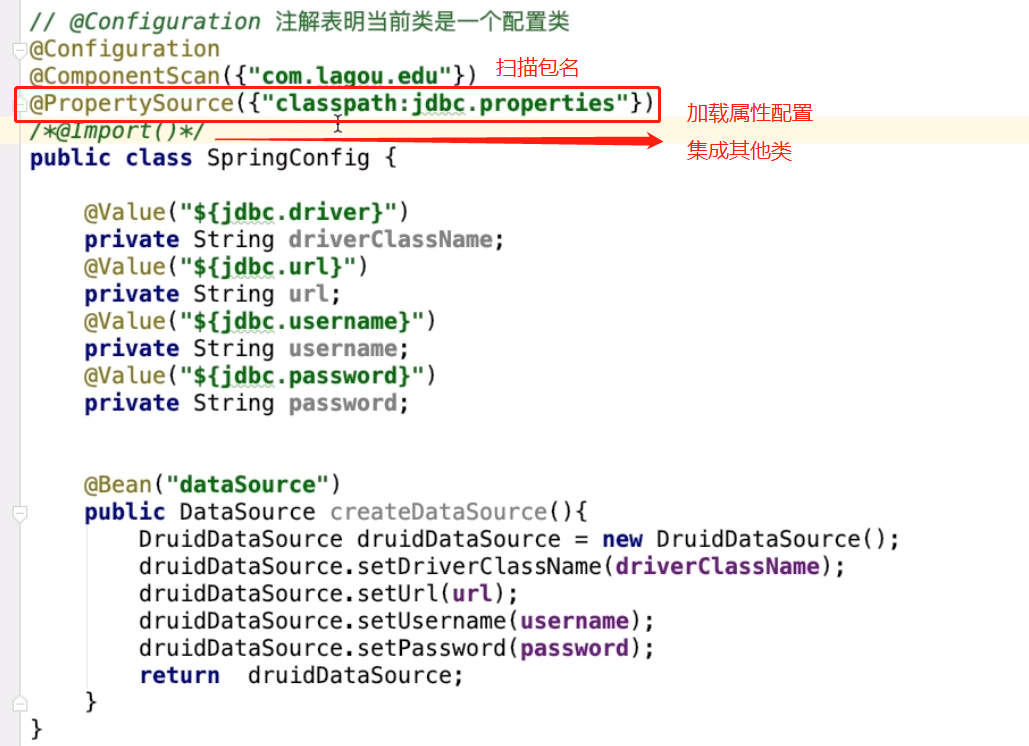 // @Configuration 注解表明当前类是一个配置类
@Configuration
@ComponentScan({"com.lagou.edu"}) 扫描包名
@PropertySource({"classpath:jdbc.properties"}) 加载属性配置
/*@Import()*/ 集成其他类
public class SpringConfig {
@Value("${jdbc.driver}")
private String driverClassName;
@Value("${jdbc.url}")
private String url;
@Value("${jdbc.username}")
private String username;
@Value("${jdbc.password}")
private String password;
@Bean("dataSource")
public DataSource createDataSource(){
DruidDataSource druidDataSource = new DruidDataSource();
druidDataSource.setDriverClassName(driverClassName);
druidDataSource.setUrl(url);
druidDataSource.setUsername(username);
druidDataSource.setPassword(password);
return  druidDataSource;
}
}